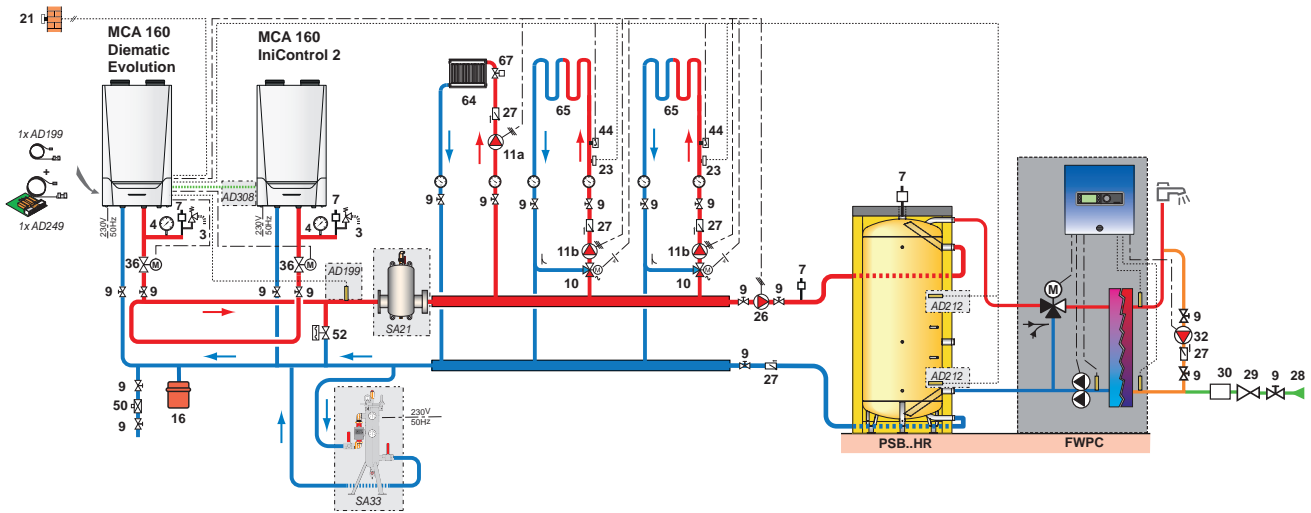 21
MCA 160
Diematic
Evolution
MCA 160
IniControl 2
1x AD199
+
1x AD249
230V
50Hz
4
7
3
36
M
9
9
AD308
230V
50Hz
4
7
3
36
M
9
9
AD199
SA21
52
9
50
9
16
230V
50Hz
SA33
64
67
27
11a
9
9
65
44
23
9
9
27
11b
M
10
65
44
23
9
9
27
11b
M
10
9
26
9
7
9
27
7
AD212
AD212
PSB..HR
M
FWPC
9
32
27
9
30
29
9
28